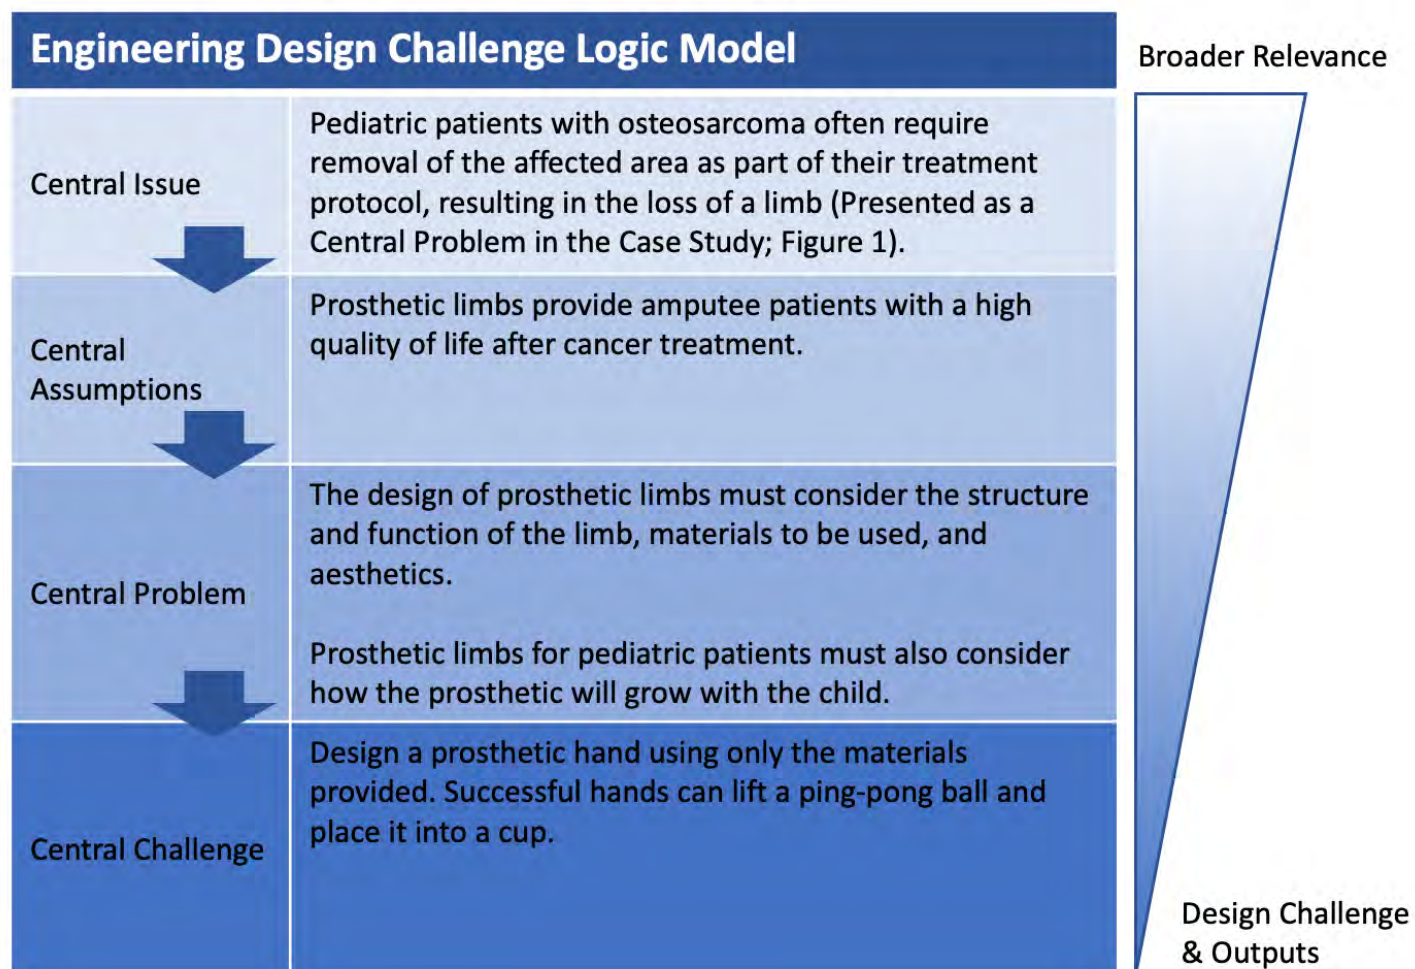 Engineering Design Challenge Logic Model
Broader Relevance
Central Issue
Pediatric patients with osteosarcoma often require
removal of the affected area as part of their treatment
protocol, resulting in the loss of a limb (Presented as a
Central Problem in the Case Study; Figure 1).
Central
Assumptions
Prosthetic limbs provide amputee patients with a high
quality of life after cancer treatment.
Central Problem
The design of prosthetic limbs must consider the structure
and function of the limb, materials to be used, and
aesthetics.
Prosthetic limbs for pediatric patients must also consider
how the prosthetic will grow with the child.
Central Challenge
Design a prosthetic hand using only the materials
provided. Successful hands can lift a ping-pong ball and
place it into a cup.
Design Challenge
& Outputs